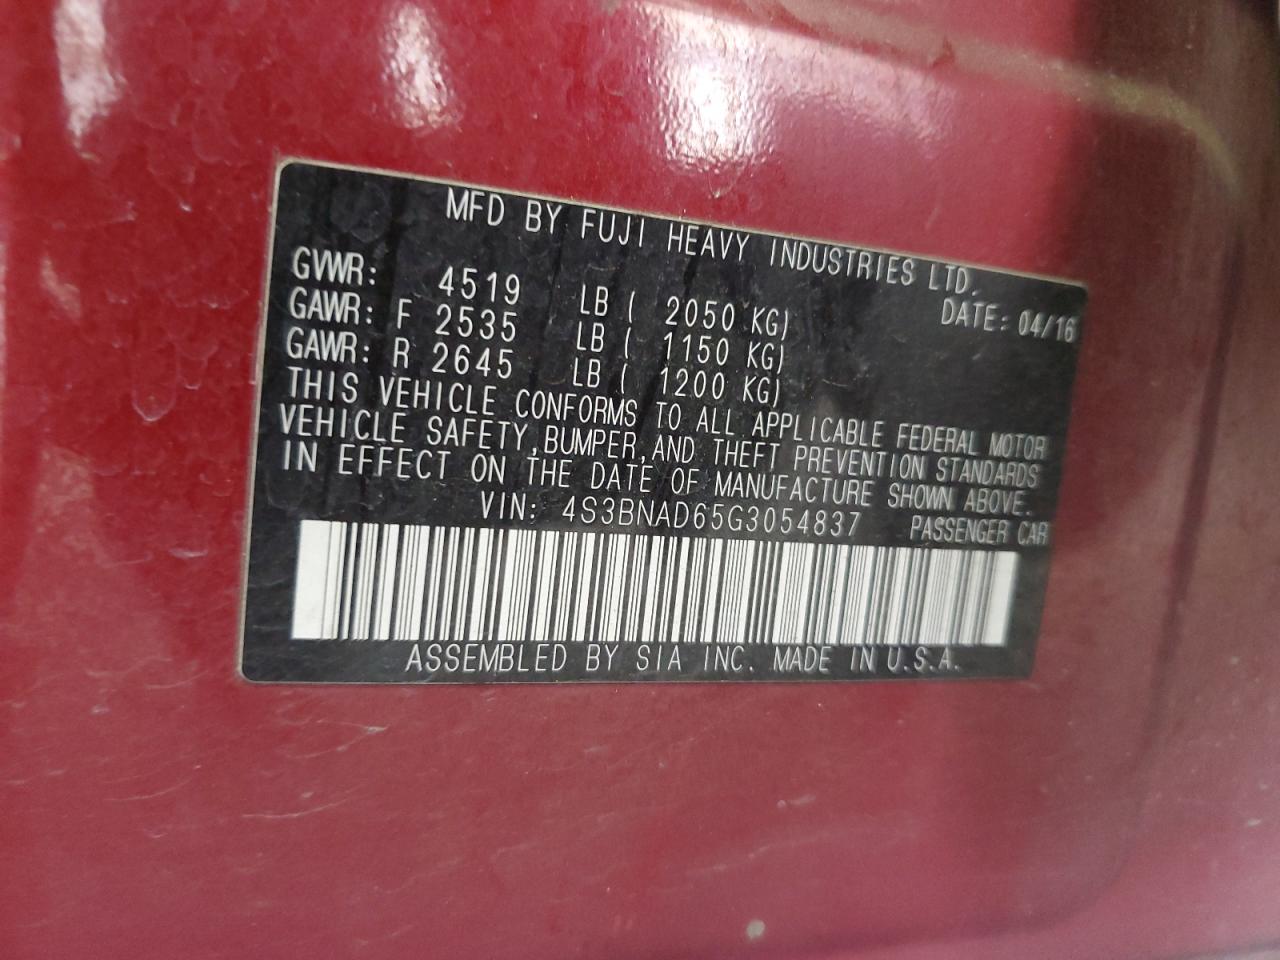 MFD BY FUJI HEAVY INDUSTRIES LTD.
DATE: 04/16
GVWR: 4519 LB ( 2050 KG)
GAWR: F 2535 LB ( 1150 KG)
GAWR: R 2645 LB ( 1200 KG)
THIS VEHICLE CONFORMS TO ALL APPLICABLE FEDERAL MOTOR
VEHICLE SAFETY, BUMPER, AND THEFT PREVENTION STANDARDS
IN EFFECT ON THE DATE OF MANUFACTURE SHOWN ABOVE.
VIN: 4S3BNAD65G3054837 PASSENGER CAR
ASSEMBLED BY SIA INC. MADE IN U.S.A.